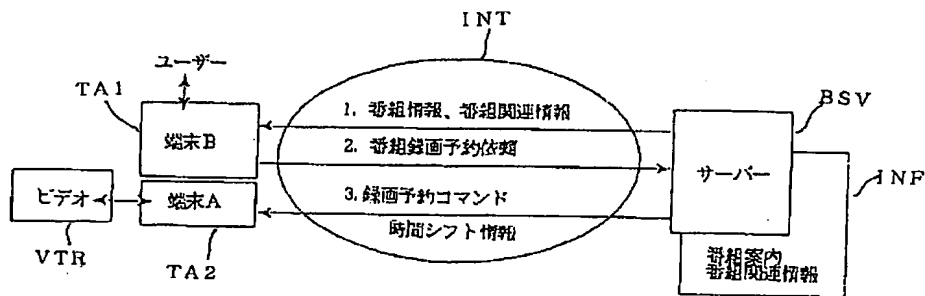 INT
ユーザー
TA1
BSV
1. 番組情報、番組関連情報
端末B
2. 番組録画予約依頼
サーバー
INF
ビデオ
端末A
3. 録画予約コマンド
時間シフト情報
VTR
TA2
番組案内
番組関連情報